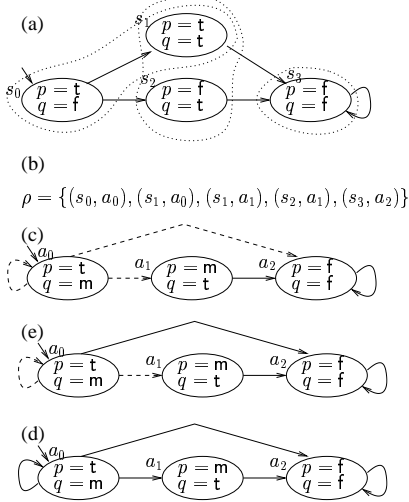 (a)
s₁
p = t
q = t
s₀
p = t
q = f
s₂
p = f
q = t
s₃
p = f
q = f
(b)
ρ = {(s₀, a₀), (s₁, a₀), (s₁, a₁), (s₂, a₁), (s₃, a₂)}
(c)
a₀
p = t
q = m
a₁
p = m
q = t
a₂
p = f
q = f
(e)
a₀
p = t
q = m
a₁
p = m
q = t
a₂
p = f
q = f
(d)
a₀
p = t
q = m
a₁
p = m
q = t
a₂
p = f
q = f